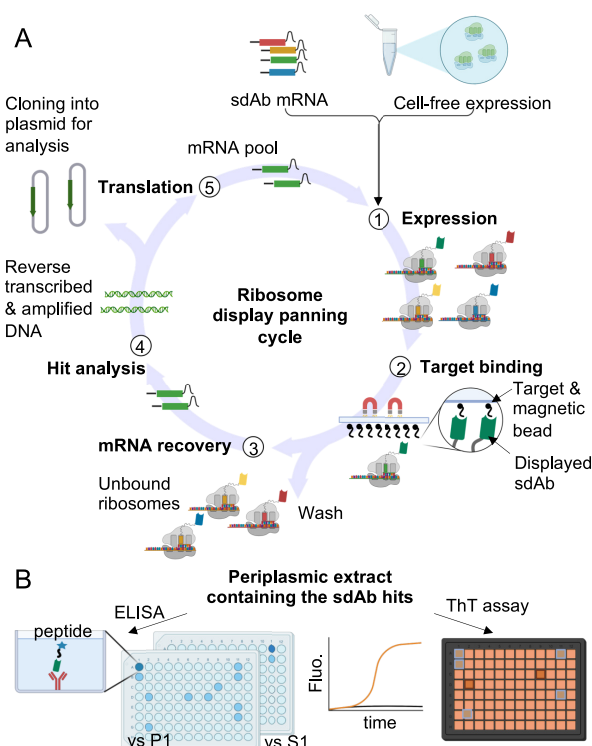 A
sdAb mRNA
Cell-free expression
Cloning into
plasmid for
analysis
mRNA pool
Translation
5
1
Expression
Reverse
transcribed
& amplified
DNA
Ribosome
display panning
cycle
4
Hit analysis
2
Target binding
Target &
magnetic
bead
Displayed
sdAb
mRNA recovery
3
Unbound
ribosomes
Wash
B
Periplasmic extract
containing the sdAb hits
ELISA
ThT assay
peptide
vs P1
vs S1
Fluo.
time